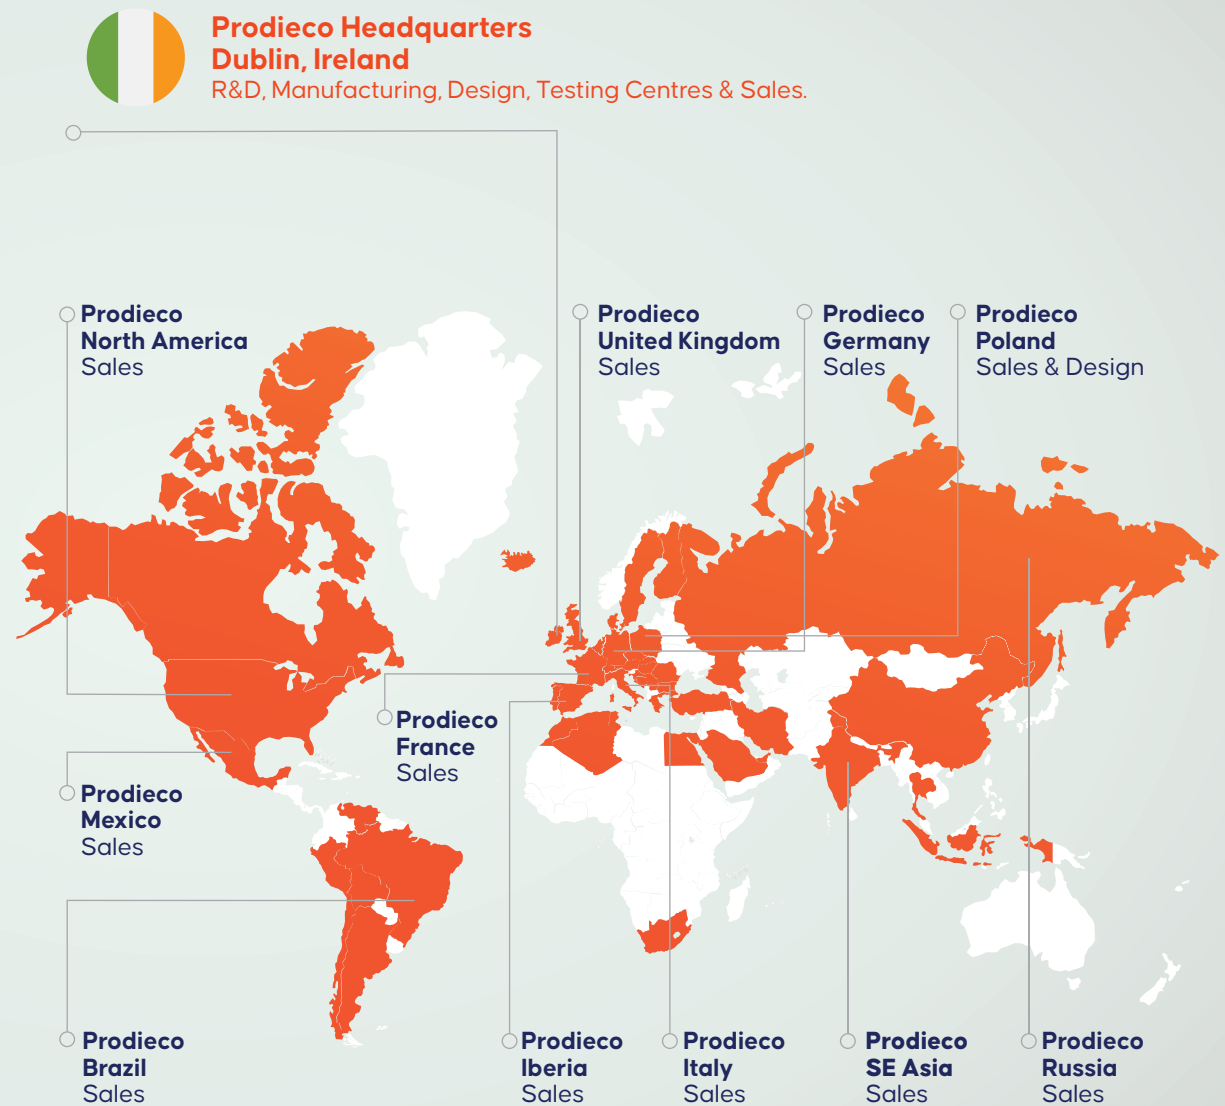 Prodieco Headquarters
Dublin, Ireland
R&D, Manufacturing, Design, Testing Centres & Sales.
Prodieco
North America
Sales
Prodieco
United Kingdom
Sales
Prodieco
Germany
Sales
Prodieco
Poland
Sales & Design
Prodieco
France
Sales
Prodieco
Mexico
Sales
Prodieco
Brazil
Sales
Prodieco
Iberia
Sales
Prodieco
Italy
Sales
Prodieco
SE Asia
Sales
Prodieco
Russia
Sales